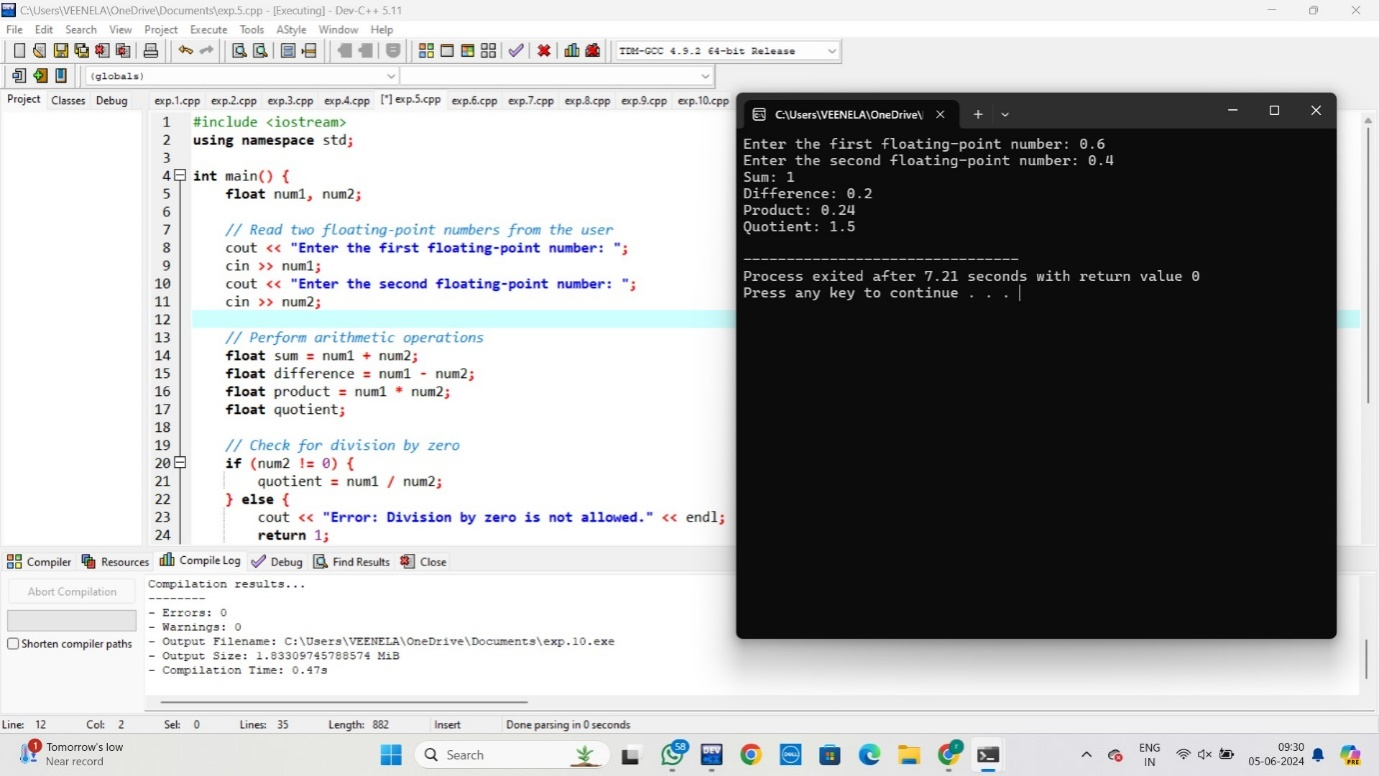 C:\Users\VEENELA\OneDrive\Documents\exp.5.cpp - [Executing] - Dev-C++ 5.11
File Edit Search View Project Execute Tools AStyle Window Help
TDM-GCC 4.9.2 64-bit Release
(globals)
Project Classes Debug
exp.1.cpp exp.2.cpp exp.3.cpp exp.4.cpp [*] exp.5.cpp exp.6.cpp exp.7.cpp exp.8.cpp exp.9.cpp exp.10.cpp
1 #include <iostream>
2 using namespace std;
3
4 int main() {
5 float num1, num2;
6
7 // Read two floating-point numbers from the user
8 cout << "Enter the first floating-point number: ";
9 cin >> num1;
10 cout << "Enter the second floating-point number: ";
11 cin >> num2;
12
13 // Perform arithmetic operations
14 float sum = num1 + num2;
15 float difference = num1 - num2;
16 float product = num1 * num2;
17 float quotient;
18
19 // Check for division by zero
20 if (num2 != 0) {
21 quotient = num1 / num2;
22 } else {
23 cout << "Error: Division by zero is not allowed." << endl;
24 return 1;
C:\Users\VEENELA\OneDrive\
Enter the first floating-point number: 0.6
Enter the second floating-point number: 0.4
Sum: 1
Difference: 0.2
Product: 0.24
Quotient: 1.5
--------------------------------
Process exited after 7.21 seconds with return value 0
Press any key to continue . . .
Compiler Resources Compile Log Debug Find Results Close
Abort Compilation
Shorten compiler paths
Compilation results...
--------
- Errors: 0
- Warnings: 0
- Output Filename: C:\Users\VEENELA\OneDrive\Documents\exp.10.exe
- Output Size: 1.83309745788574 MiB
- Compilation Time: 0.47s
Line: 12 Col: 2 Sel: 0 Lines: 35 Length: 882 Insert Done parsing in 0 seconds
1
Tomorrow's low
Near record
Search
58
DEV
DELL
ENG
IN
09:30
05-06-2024
PRE